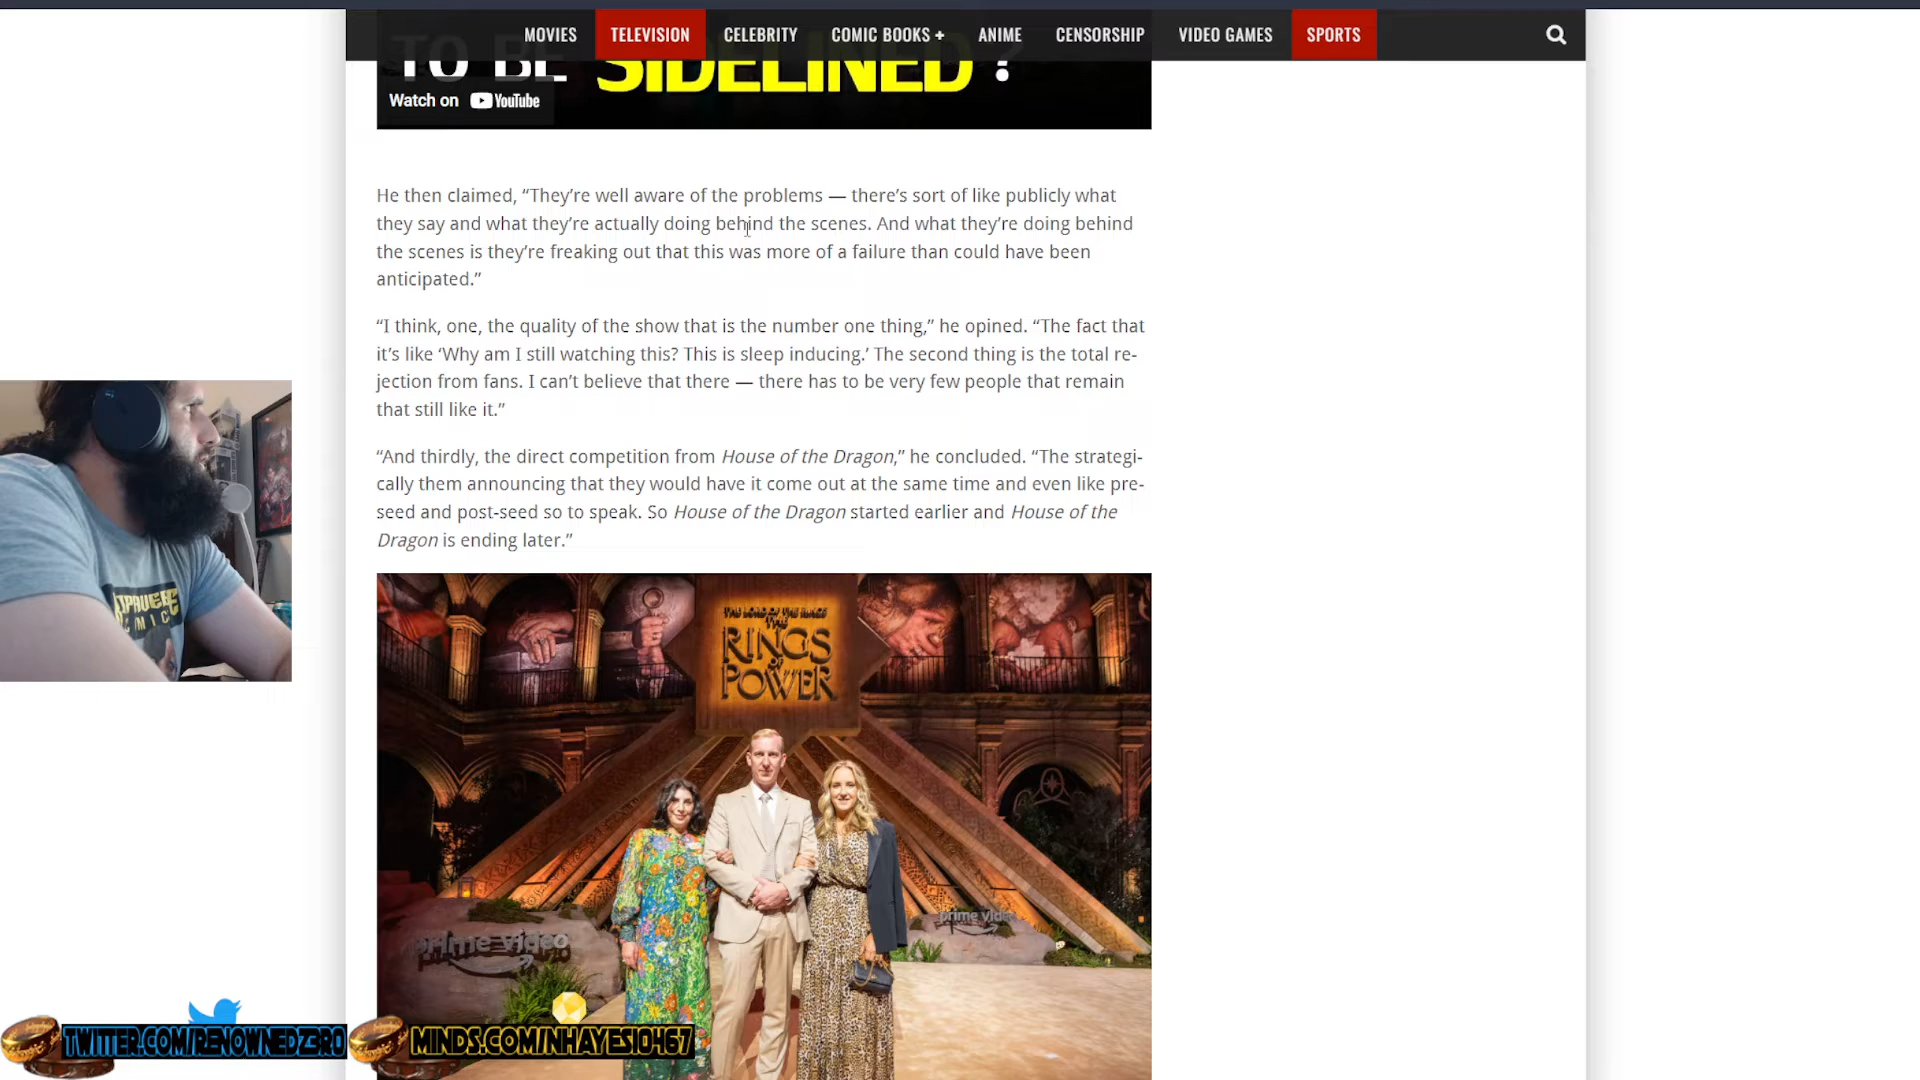 MOVIES TELEVISION CELEBRITY COMIC BOOKS + ANIME CENSORSHIP VIDEO GAMES SPORTS
TO BE SIDELINED?
Watch on YouTube
He then claimed, “They’re well aware of the problems — there’s sort of like publicly what
they say and what they’re actually doing behind the scenes. And what they’re doing behind
the scenes is they’re freaking out that this was more of a failure than could have been
anticipated.”
“I think, one, the quality of the show that is the number one thing,” he opined. “The fact that
it’s like ‘Why am I still watching this? This is sleep inducing.’ The second thing is the total re-
jection from fans. I can’t believe that there — there has to be very few people that remain
that still like it.”
“And thirdly, the direct competition from House of the Dragon,” he concluded. “The strategi-
cally them announcing that they would have it come out at the same time and even like pre-
seed and post-seed so to speak. So House of the Dragon started earlier and House of the
Dragon is ending later.”
THE LORD OF THE RINGS
THE
RINGS
OF
POWER
prime video
prime video
TWITTER.COM/RENOWNEDZ3R0
MINDS.COM/NHAYES10467